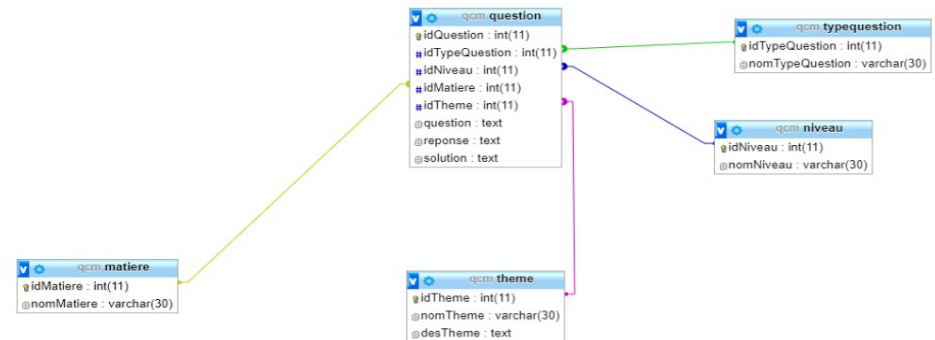 qcm question
idQuestion : int(11)
idTypeQuestion : int(11)
idNiveau : int(11)
idMatiere : int(11)
idTheme : int(11)
question : text
reponse : text
solution : text
qcm typequestion
idTypeQuestion : int(11)
nomTypeQuestion : varchar(30)
qcm niveau
idNiveau : int(11)
nomNiveau : varchar(30)
qcm matiere
idMatiere : int(11)
nomMatiere : varchar(30)
qcm theme
idTheme : int(11)
nomTheme : varchar(30)
desTheme : text